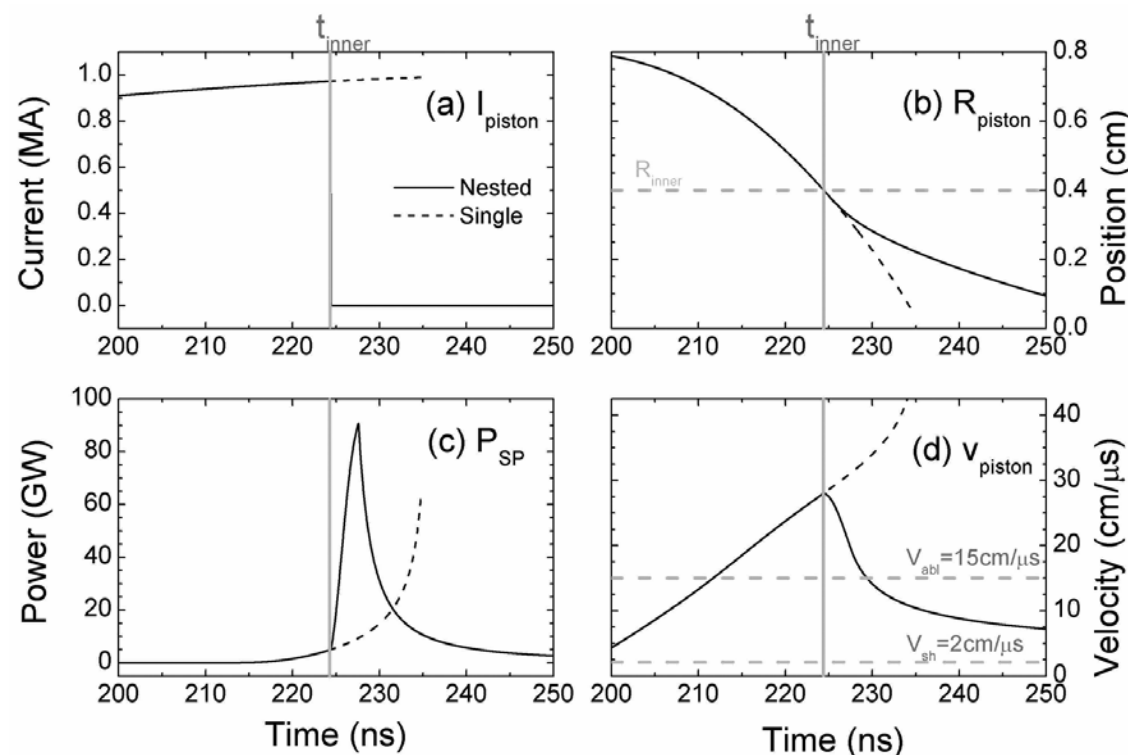 t_inner
t_inner
Current (MA)
1.0
0.8
0.6
0.4
0.2
0.0
(a) I_piston
Nested
Single
200 210 220 230 240 250
(b) R_piston
R_inner
0.8
0.6
0.4
0.2
0.0
Position (cm)
200 210 220 230 240 250
Power (GW)
100
80
60
40
20
0
(c) P_SP
200 210 220 230 240 250
Time (ns)
(d) v_piston
V_abl=15cm/μs
V_sh=2cm/μs
40
30
20
10
0
Velocity (cm/μs)
200 210 220 230 240 250
Time (ns)